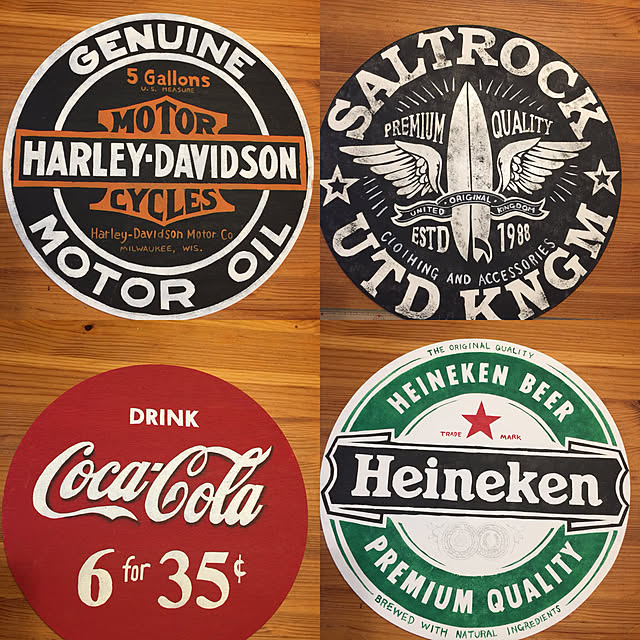 GENUINE
5 Gallons
U.S. MEASURE
MOTOR
HARLEY-DAVIDSON
CYCLES
Harley-Davidson Motor Co
MILWAUKEE, WIS.
MOTOR OIL
SALTROCK
PREMIUM QUALITY
· ORIGINAL ·
UNITED KINGDOM
ESTD 1988
CLOTHING AND ACCESSORIES
UTD KNGM
DRINK
Coca-Cola
6 for 35¢
THE ORIGINAL QUALITY
HEINEKEN BEER
TRADE MARK
Heineken
PREMIUM QUALITY
BREWED WITH NATURAL INGREDIENTS